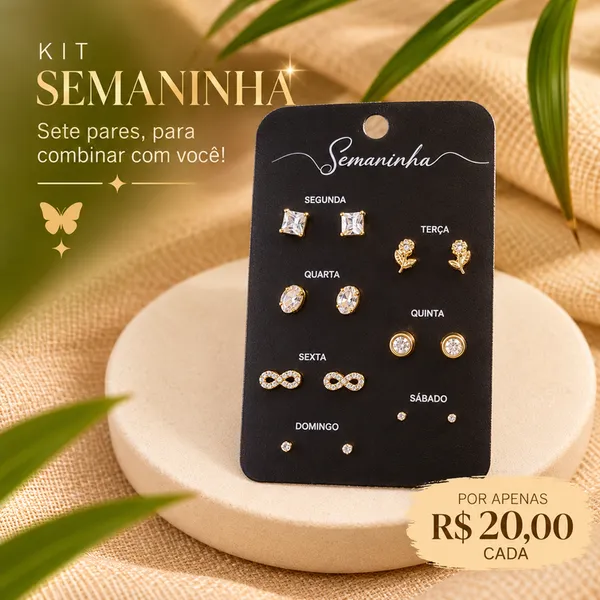 KIT
SEMANINHA
Sete pares, para
combinar com você!
Semaninha
SEGUNDA
TERÇA
QUARTA
QUINTA
SEXTA
SÁBADO
DOMINGO
POR APENAS
R$ 20,00
CADA